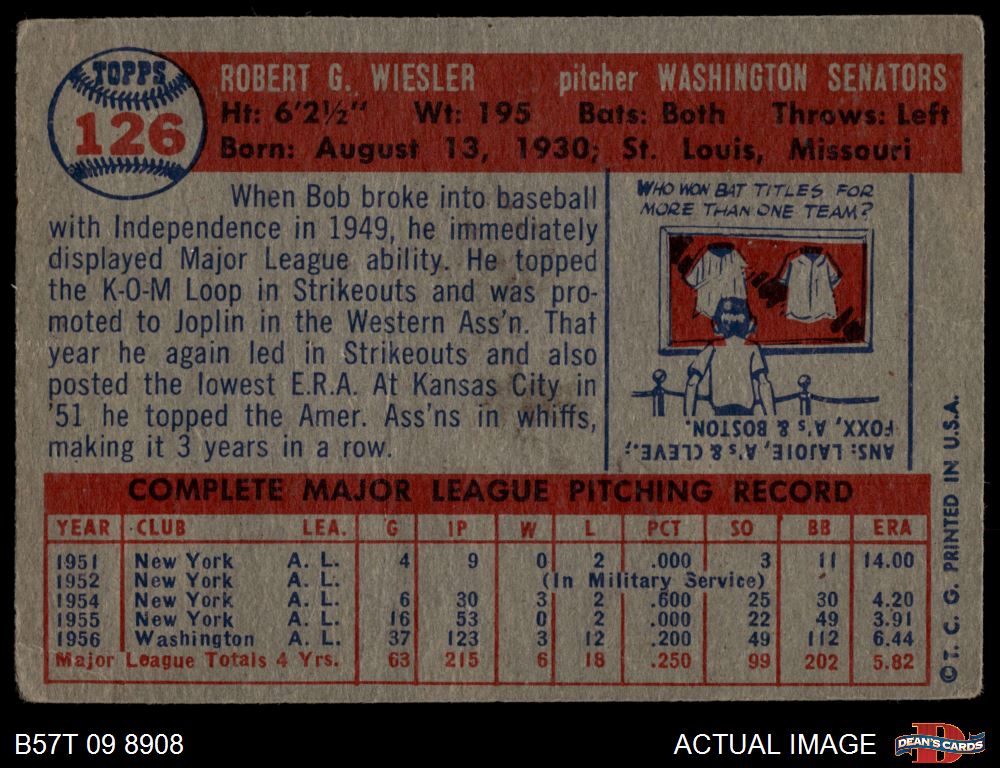 TOPPS
126
ROBERT G. WIESLER pitcher WASHINGTON SENATORS
Ht: 6'2½" Wt: 195 Bats: Both Throws: Left
Born: August 13, 1930; St. Louis, Missouri
When Bob broke into baseball
with Independence in 1949, he immediately
displayed Major League ability. He topped
the K-O-M Loop in Strikeouts and was pro-
moted to Joplin in the Western Ass'n. That
year he again led in Strikeouts and also
posted the lowest E.R.A. At Kansas City in
'51 he topped the Amer. Ass'ns in whiffs,
making it 3 years in a row.
WHO WON BAT TITLES FOR
MORE THAN ONE TEAM?
ANS: LAJOIE, A's & CLEVE.;
FOXX, A's & BOSTON.
COMPLETE MAJOR LEAGUE PITCHING RECORD
YEAR CLUB LEA. G IP W L PCT SO BB ERA
1951 New York A. L. 4 9 0 2 .000 3 11 14.00
1952 (In Military Service)
1954 New York A. L. 6 30 3 2 .600 25 30 4.20
1955 New York A. L. 16 53 0 2 .000 22 49 3.91
1956 Washington A. L. 37 123 3 12 .200 49 112 6.44
Major League Totals 4 Yrs. 63 215 6 18 .250 99 202 5.82
© T. C. G. PRINTED IN U.S.A.
B57T 09 8908
ACTUAL IMAGE
DEAN'S CARDS